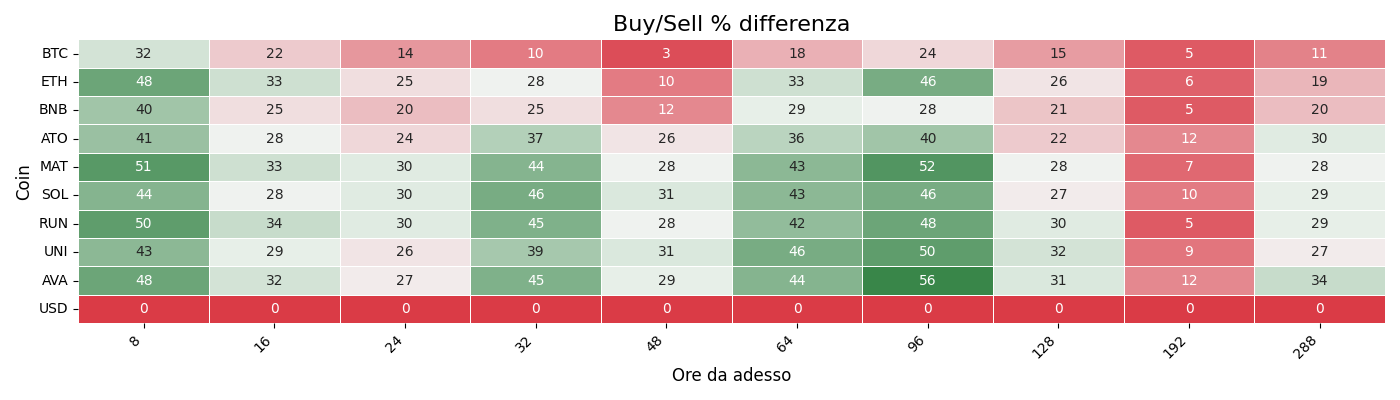 Buy/Sell % differenza
Coin
BTC 32 22 14 10 3 18 24 15 5 11
ETH 48 33 25 28 10 33 46 26 6 19
BNB 40 25 20 25 12 29 28 21 5 20
ATO 41 28 24 37 26 36 40 22 12 30
MAT 51 33 30 44 28 43 52 28 7 28
SOL 44 28 30 46 31 43 46 27 10 29
RUN 50 34 30 45 28 42 48 30 5 29
UNI 43 29 26 39 31 46 50 32 9 27
AVA 48 32 27 45 29 44 56 31 12 34
USD 0 0 0 0 0 0 0 0 0 0
8 16 24 32 48 64 96 128 192 288
Ore da adesso